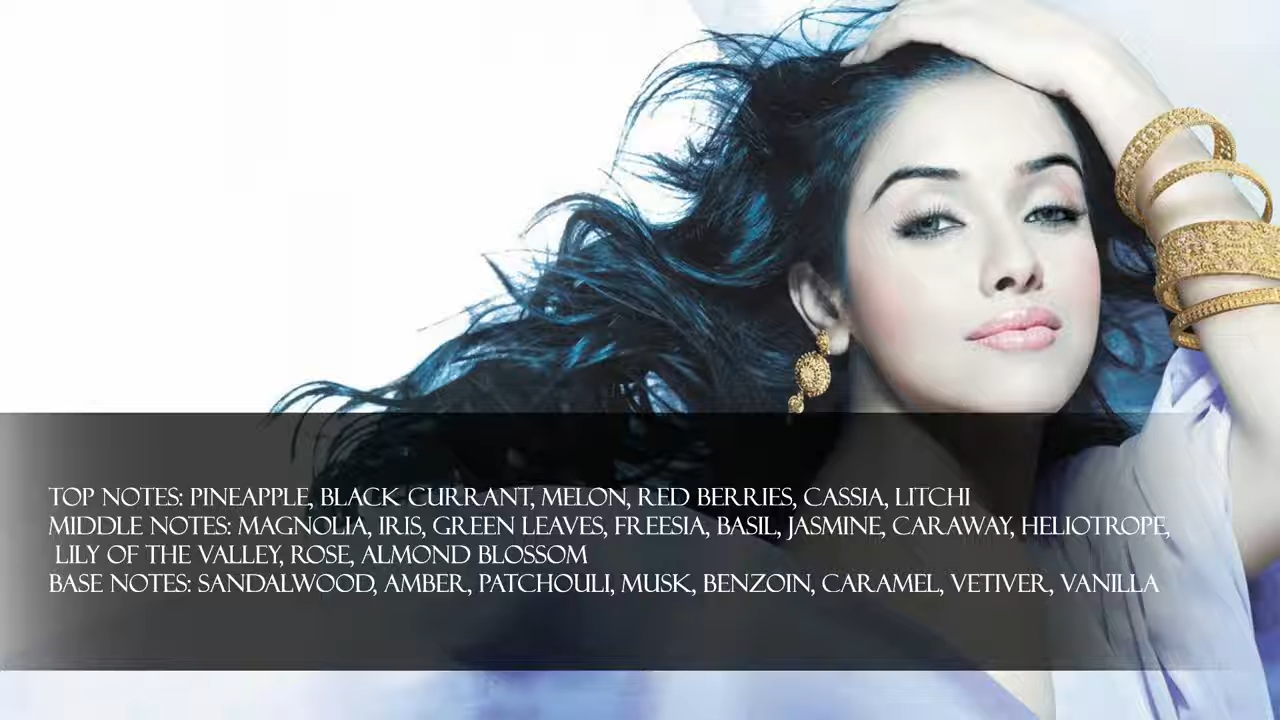 TOP NOTES: PINEAPPLE, BLACK CURRANT, MELON, RED BERRIES, CASSIA, LITCHI
MIDDLE NOTES: MAGNOLIA, IRIS, GREEN LEAVES, FREESIA, BASIL, JASMINE, CARAWAY, HELIOTROPE,
LILY OF THE VALLEY, ROSE, ALMOND BLOSSOM
BASE NOTES: SANDALWOOD, AMBER, PATCHOULI, MUSK, BENZOIN, CARAMEL, VETIVER, VANILLA